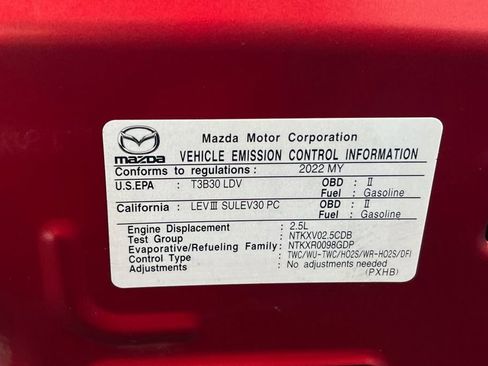 mazda
Mazda Motor Corporation
VEHICLE EMISSION CONTROL INFORMATION
Conforms to regulations : 2022 MY
U.S.EPA : T3B30 LDV OBD : II
Fuel : Gasoline
California : LEVIII SULEV30 PC OBD : II
Fuel : Gasoline
Engine Displacement : 2.5L
Test Group : NTKXV02.5CDB
Evaporative/Refueling Family: NTKXR0098GDP
Control Type : TWC/WU-TWC/HO2S/WR-HO2S/DFI
Adjustments : No adjustments needed
(PXHB)